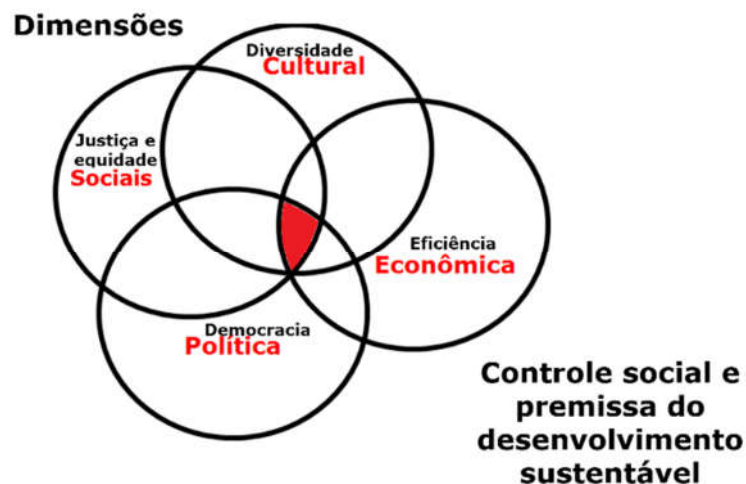 Dimensões
Diversidade
Cultural
Justiça e
equidade
Sociais
Eficiência
Econômica
Democracia
Política
Controle social e
premissa do
desenvolvimento
sustentável